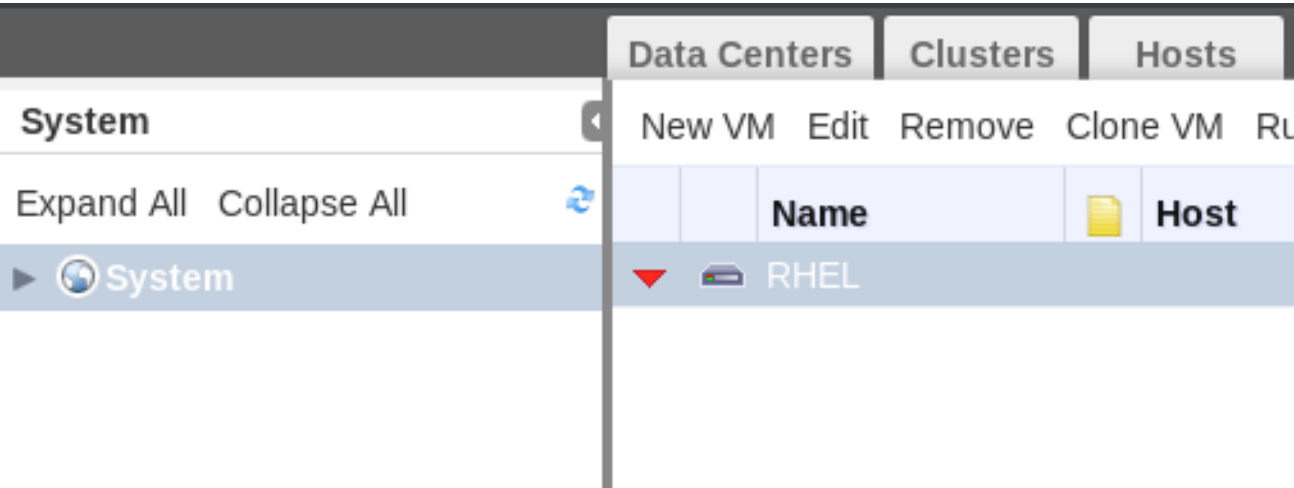 Data Centers Clusters Hosts
System
New VM Edit Remove Clone VM
Expand All Collapse All
Name Host
System
RHEL